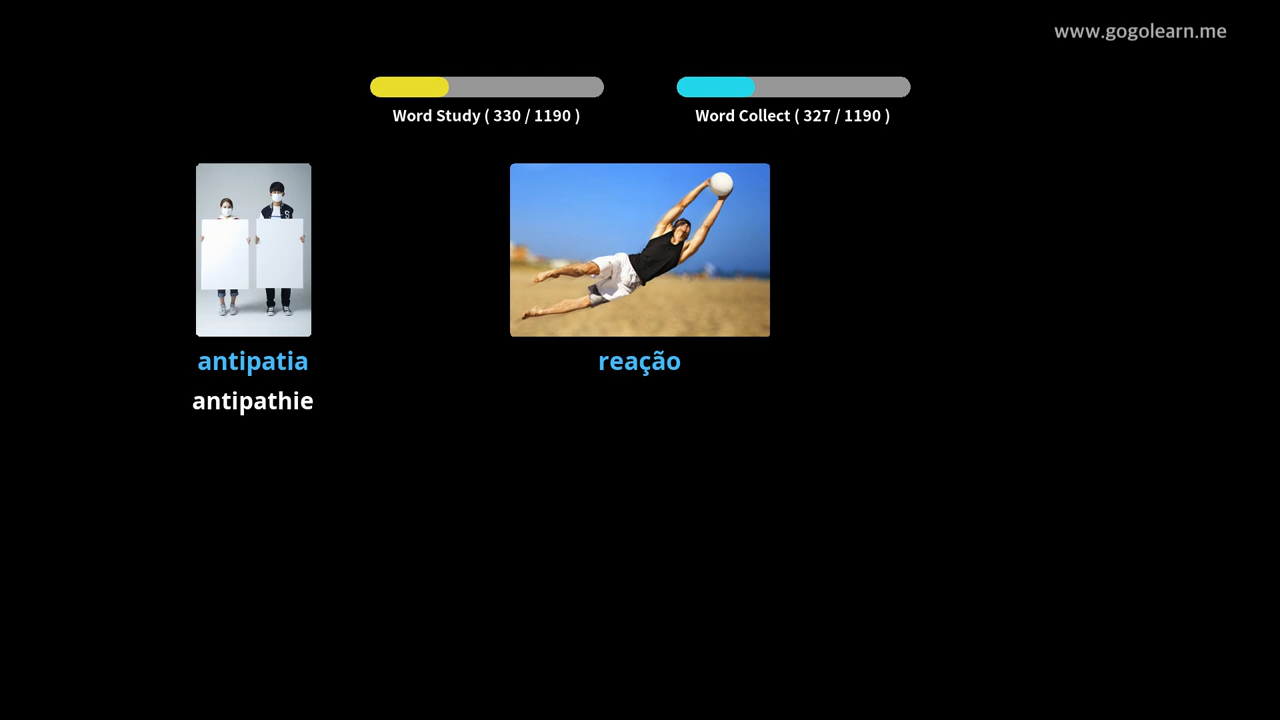 www.gogolearn.me
Word Study ( 330 / 1190 )
Word Collect ( 327 / 1190 )
antipatia
reação
antipathie